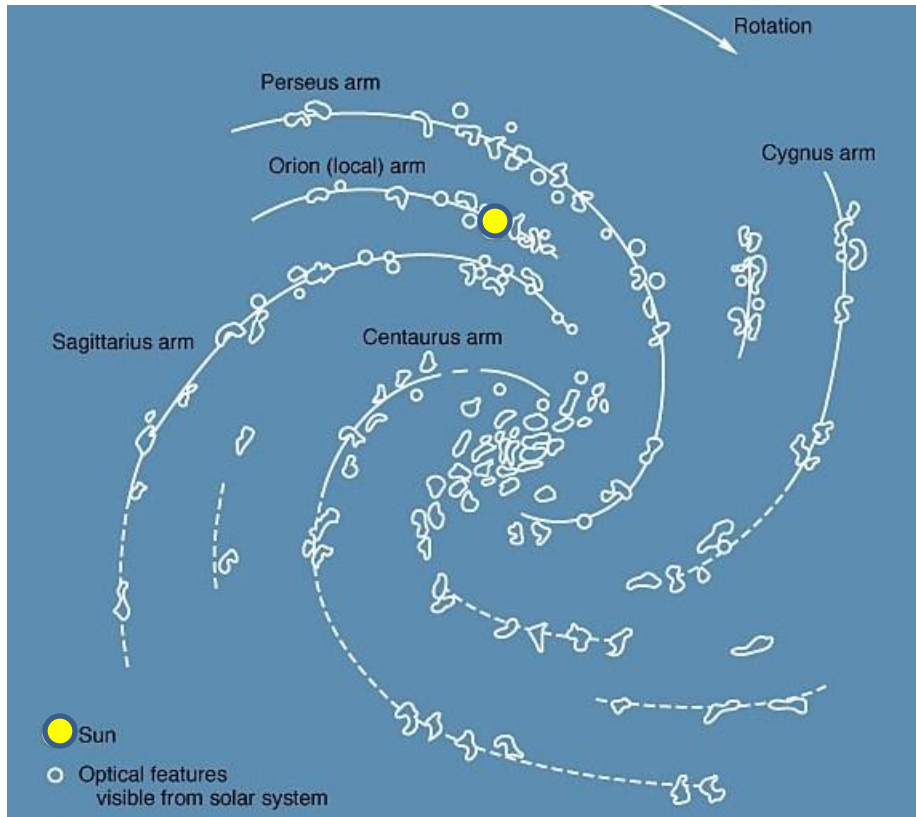 Rotation
Perseus arm
Cygnus arm
Orion (local) arm
Sagittarius arm
Centaurus arm
Sun
Optical features
visible from solar system